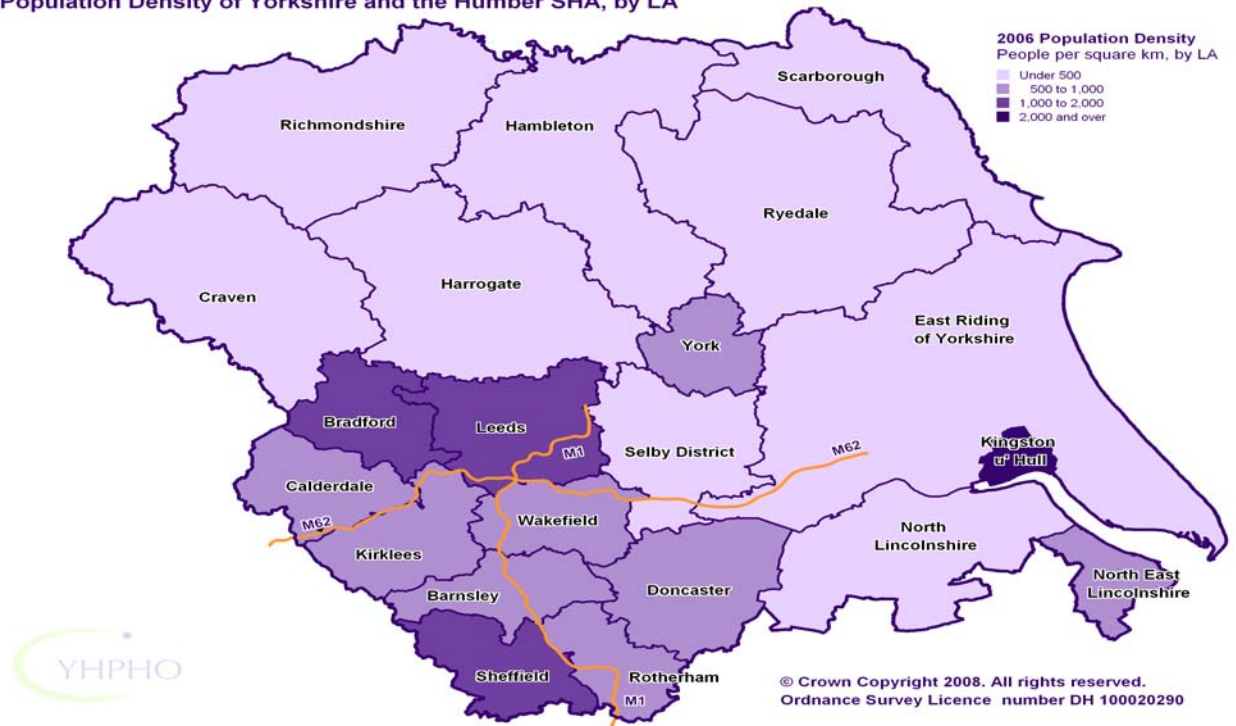 Population Density of Yorkshire and the Humber SHA, by LA
2006 Population Density
People per square km, by LA
Under 500
500 to 1,000
1,000 to 2,000
2,000 and over
Scarborough
Richmondshire
Hambleton
Ryedale
Craven
Harrogate
York
East Riding
of Yorkshire
Bradford
Leeds
M1
Selby District
M62
Kingston
u' Hull
Calderdale
M62
Wakefield
Kirklees
North
Lincolnshire
Barnsley
Doncaster
North East
Lincolnshire
Sheffield
Rotherham
M1
YHPHO
© Crown Copyright 2008. All rights reserved.
Ordnance Survey Licence number DH 100020290